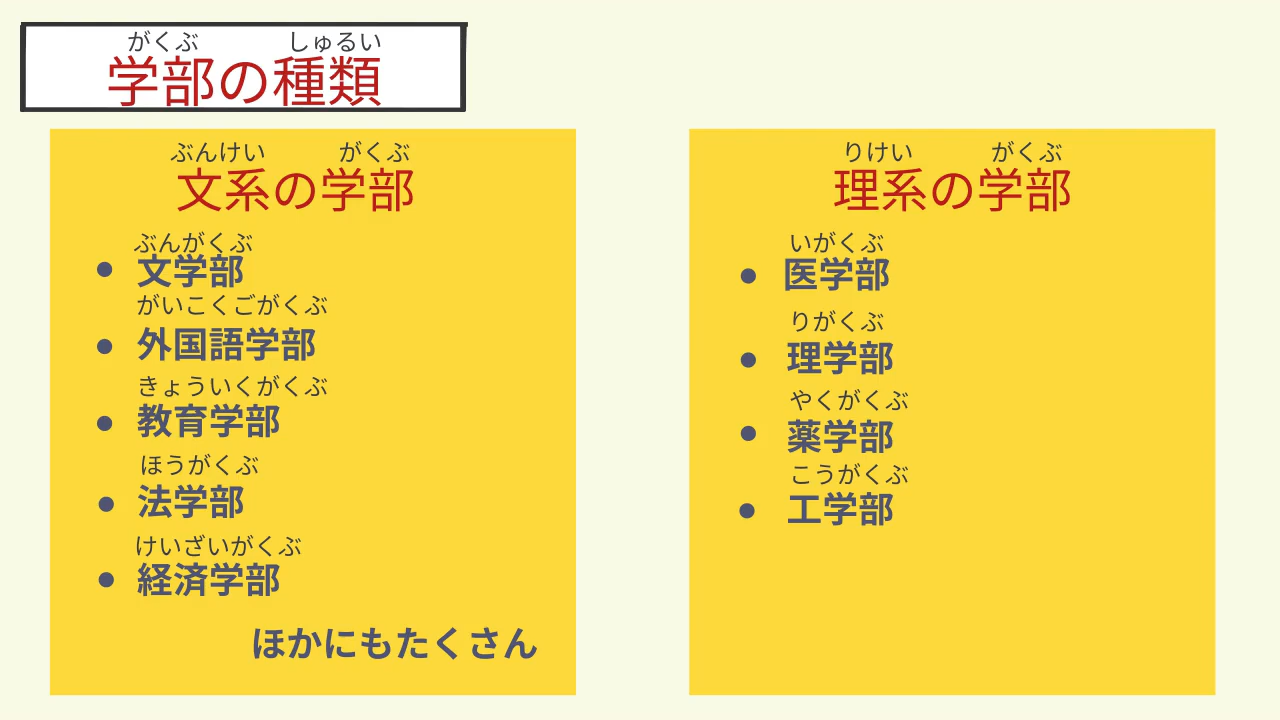 がくぶ しゅるい
学部の種類
ぶんけい がくぶ
文系の学部
ぶんがくぶ
● 文学部
がいこくごがくぶ
● 外国語学部
きょういくがくぶ
● 教育学部
ほうがくぶ
● 法学部
けいざいがくぶ
● 経済学部
ほかにもたくさん
りけい がくぶ
理系の学部
いがくぶ
● 医学部
りがくぶ
● 理学部
やくがくぶ
● 薬学部
こうがくぶ
● 工学部